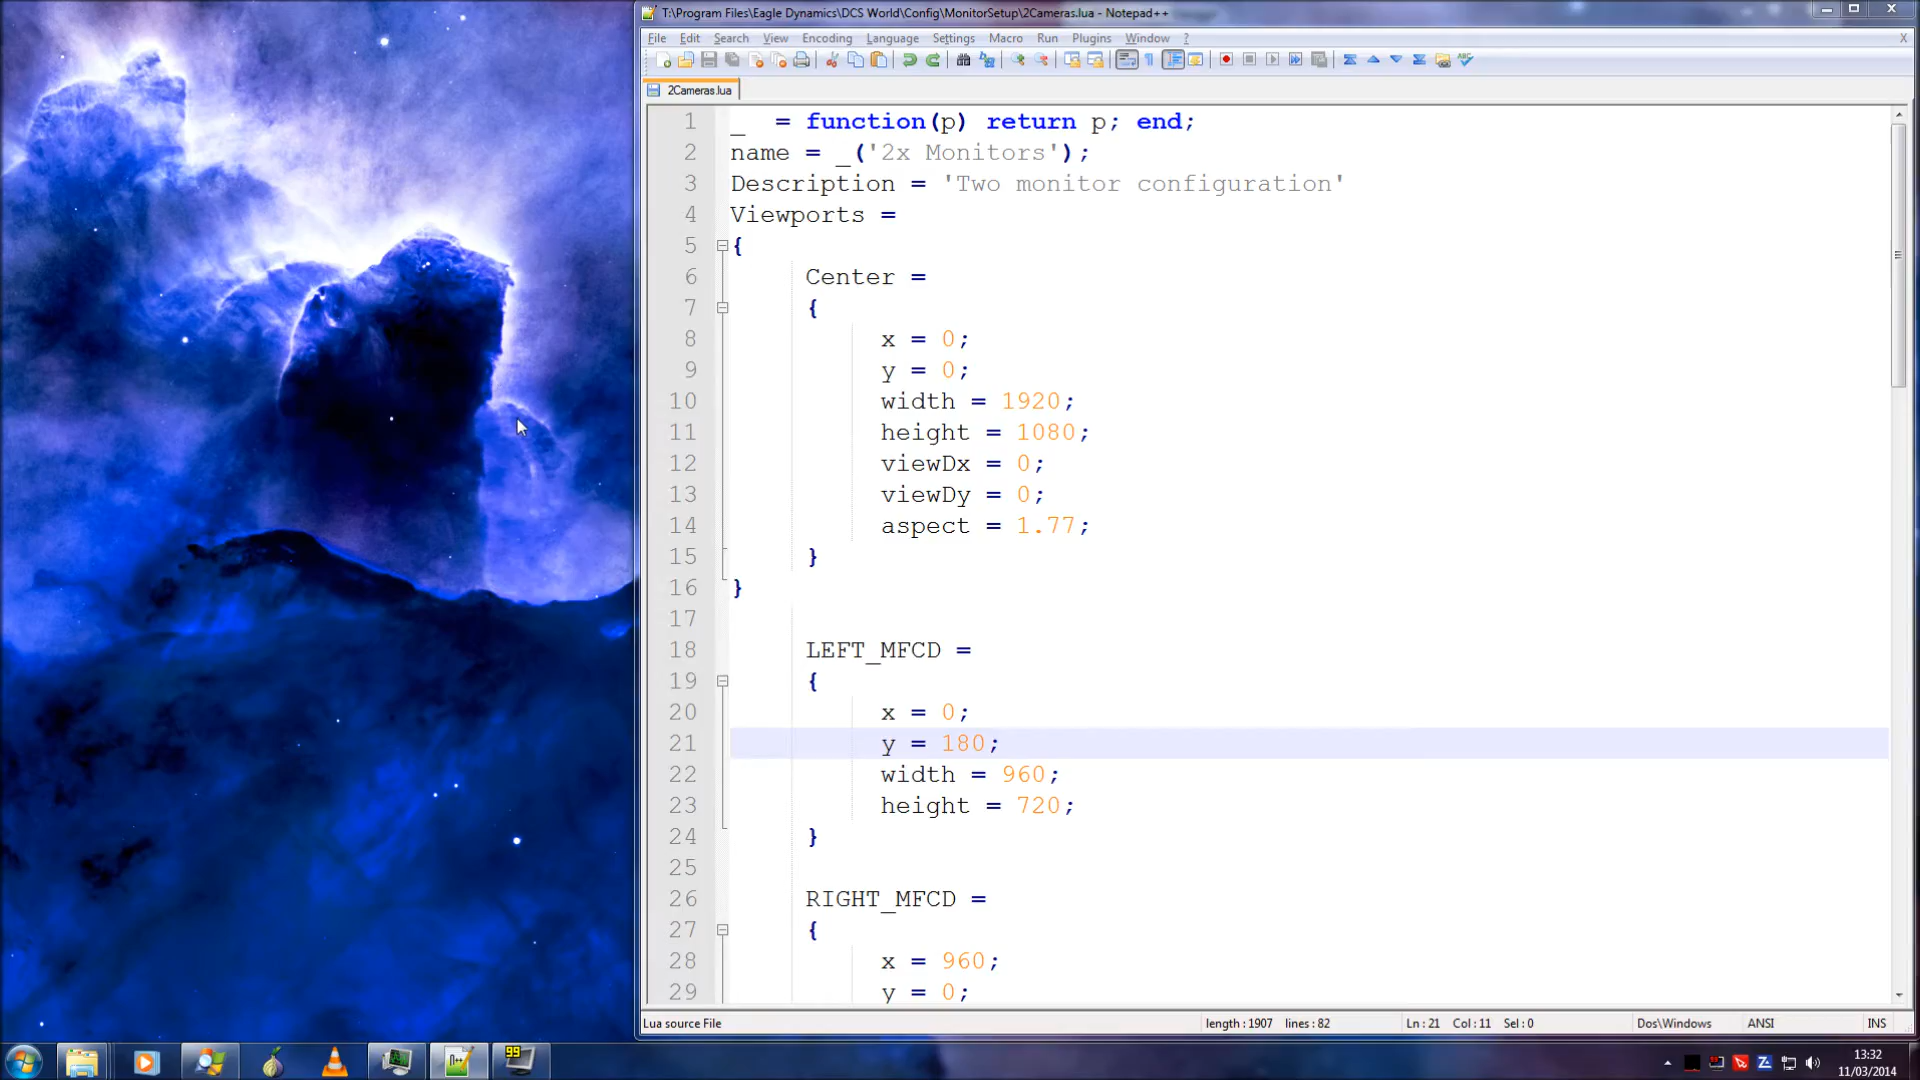 T:\Program Files\Eagle Dynamics\DCS World\Config\MonitorSetup\2Cameras.lua - Notepad++
File Edit Search View Encoding Language Settings Macro Run Plugins Window ? X
2Cameras.lua
1 _ = function(p) return p; end;
2 name = _('2x Monitors');
3 Description = 'Two monitor configuration'
4 Viewports =
5 {
6 Center =
7 {
8 x = 0;
9 y = 0;
10 width = 1920;
11 height = 1080;
12 viewDx = 0;
13 viewDy = 0;
14 aspect = 1.77;
15 }
16 }
17
18 LEFT_MFCD =
19 {
20 x = 0;
21 y = 180;
22 width = 960;
23 height = 720;
24 }
25
26 RIGHT_MFCD =
27 {
28 x = 960;
29 y = 0;
Lua source File length : 1907 lines : 82 Ln : 21 Col : 11 Sel : 0 Dos\Windows ANSI INS
99
13:32
11/03/2014